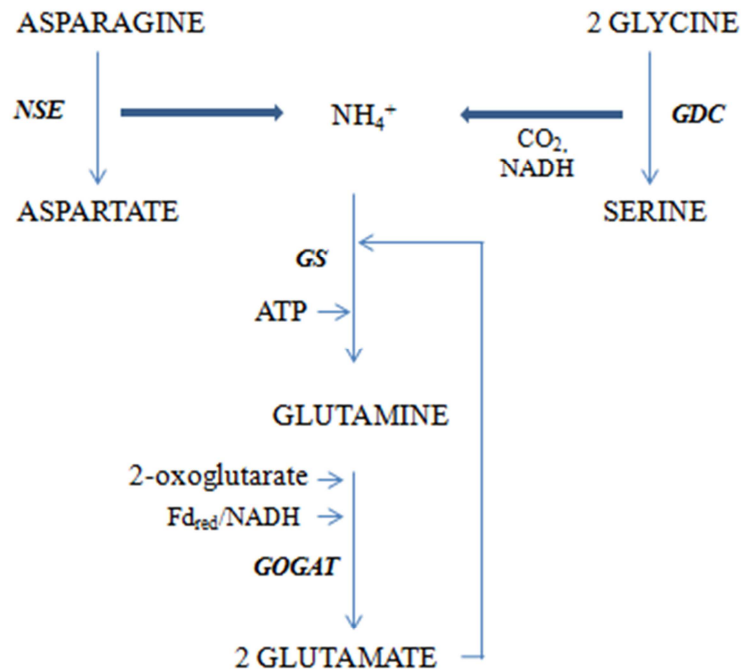 ASPARAGINE
2 GLYCINE
NSE
NH₄⁺
GDC
CO₂,
NADH
ASPARTATE
SERINE
GS
ATP
GLUTAMINE
2-oxoglutarate
Fd_red/NADH
GOGAT
2 GLUTAMATE